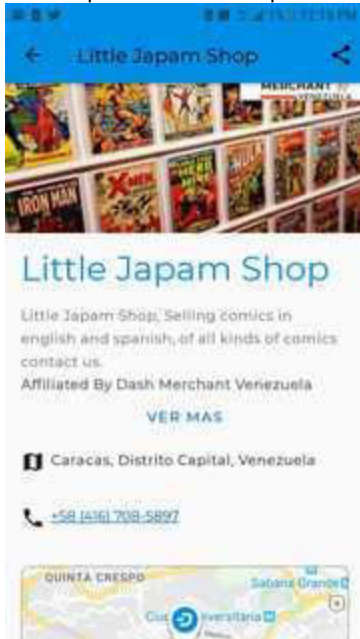 Little Japam Shop
MERCHANT
VENEZUELA
IRON MAN
X-MEN
HULK
Little Japam Shop
Little Japam Shop, Selling comics in
english and spanish, of all kinds of comics
contact us.
Affiliated By Dash Merchant Venezuela
VER MAS
Caracas, Distrito Capital, Venezuela
+58 (416) 708-5897
QUINTA CRESPO
Sabana Grande